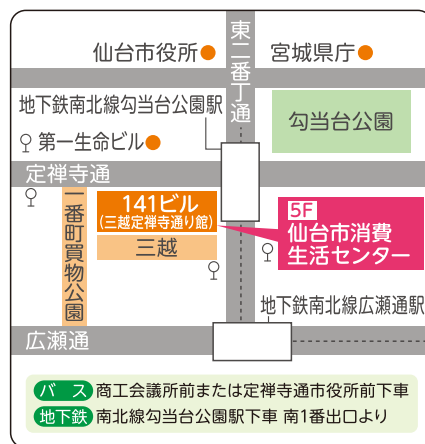 仙台市役所
宮城県庁
東二番丁通
地下鉄南北線勾当台公園駅
勾当台公園
第一生命ビル
定禅寺通
一番町買物公園
141ビル
(三越定禅寺通り館)
三越
5F
仙台市消費
生活センター
地下鉄南北線広瀬通駅
広瀬通
バス 商工会議所前または定禅寺通市役所前下車
地下鉄 南北線勾当台公園駅下車 南1番出口より